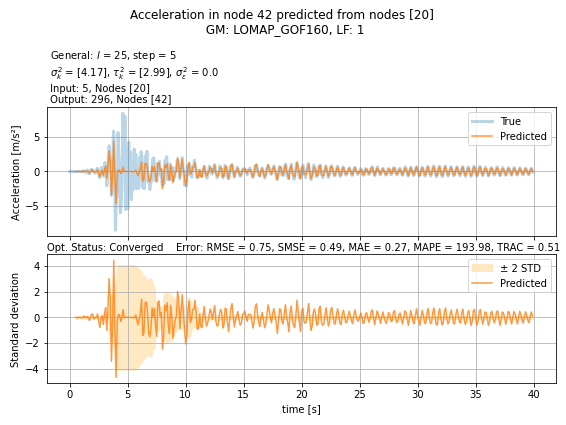 Acceleration in node 42 predicted from nodes [20]
GM: LOMAP_GOF160, LF: 1
General: l = 25, step = 5
σ_k^2 = [4.17], τ_k^2 = [2.99], σ_ε^2 = 0.0
Input: 5, Nodes [20]
Output: 296, Nodes [42]
True
Predicted
Acceleration [m/s²]
5
0
−5
Opt. Status: Converged Error: RMSE = 0.75, SMSE = 0.49, MAE = 0.27, MAPE = 193.98, TRAC = 0.51
± 2 STD
Predicted
Standard deviation
4
2
0
−2
−4
0 5 10 15 20 25 30 35 40
time [s]